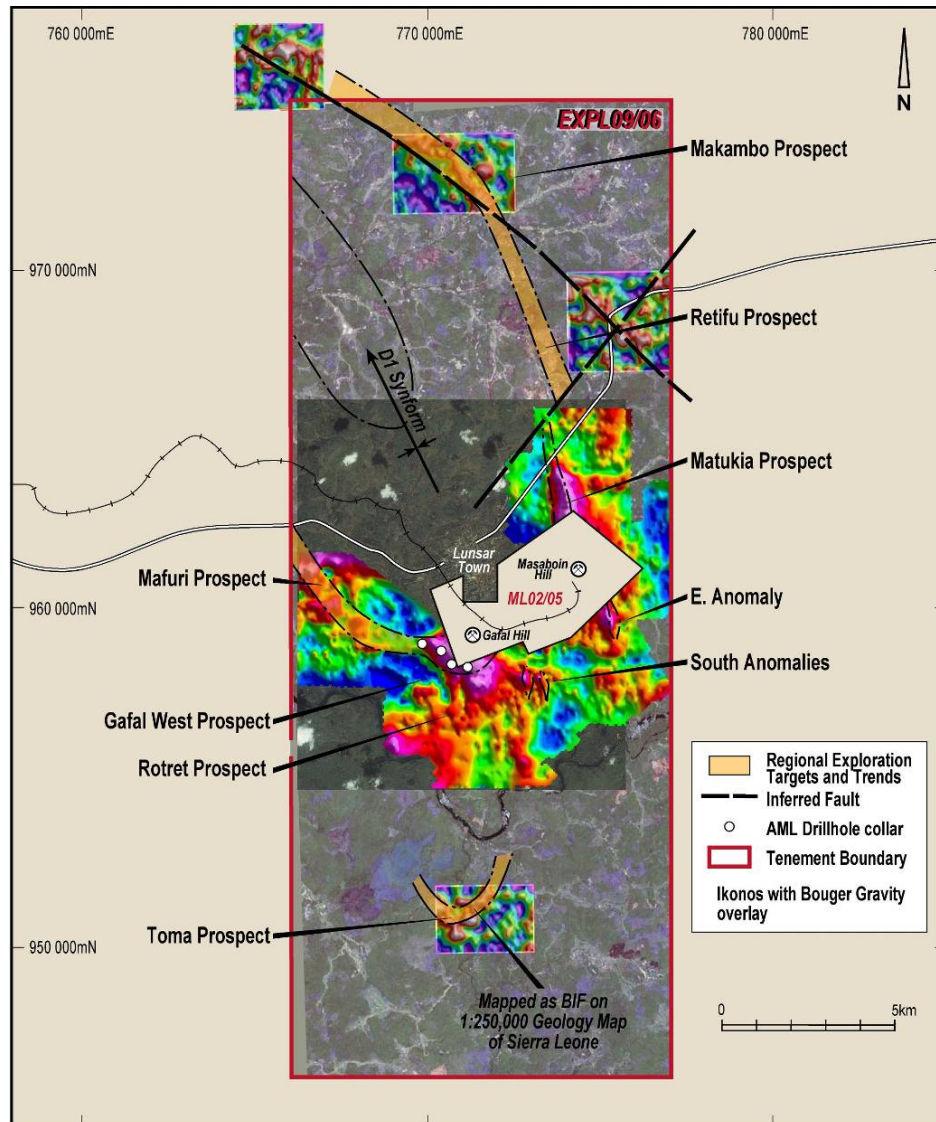 760 000mE
770 000mE
780 000mE
N
EXPL09/06
Makambo Prospect
970 000mN
Retifu Prospect
D1 Synform
Matukia Prospect
Lunsar
Town
Masaboin
Hill
ML02/05
Mafuri Prospect
960 000mN
E. Anomaly
Gafal Hill
South Anomalies
Gafal West Prospect
Rotret Prospect
Regional Exploration
Targets and Trends
Inferred Fault
AML Drillhole collar
Tenement Boundary
Ikonos with Bouger Gravity
overlay
Toma Prospect
950 000mN
Mapped as BIF on
1:250,000 Geology Map
of Sierra Leone
0
5km